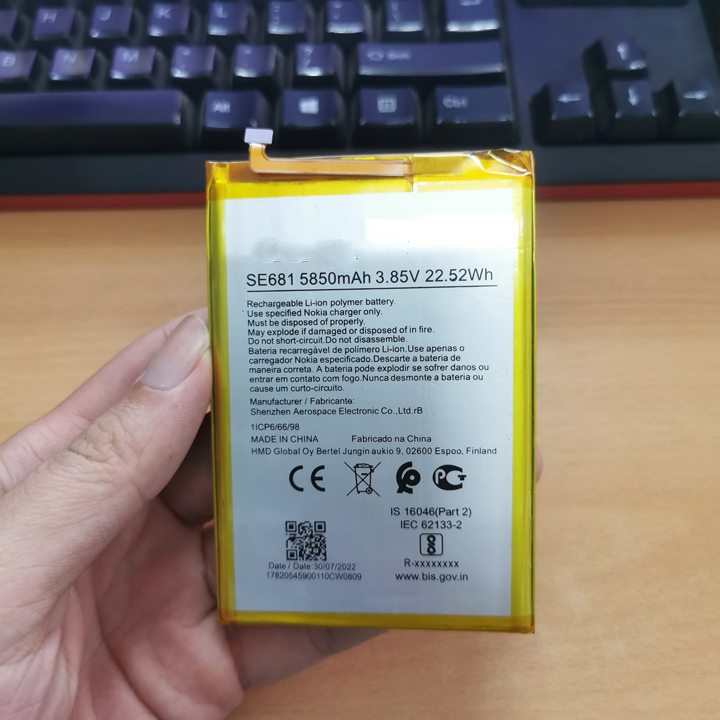 H J K L
B N M
Alt Ctrl
SE681 5850mAh 3.85V 22.52Wh
Rechargeable Li-ion polymer battery.
Use specified Nokia charger only.
Must be disposed of properly.
May explode if damaged or disposed of in fire.
Do not short-circuit.Do not disassemble.
Bateria recarregável de polímero Li-ion.Use apenas o
carregador Nokia especificado.Descarte a bateria de
maneira correta. A bateria pode explodir se sofrer danos ou
entrar em contato com fogo.Nunca desmonte a bateria ou
cause um curto-circuito.
Manufacturer / Fabricante:
Shenzhen Aerospace Electronic Co.,Ltd.rB
1ICP6/66/98
MADE IN CHINA Fabricado na China
HMD Global Oy Bertel Jungin aukio 9, 02600 Espoo, Finland
CE
IS 16046(Part 2)
IEC 62133-2
R-xxxxxxxx
www.bis.gov.in
Date / Date:30/07/2022
17820545900110CW0809